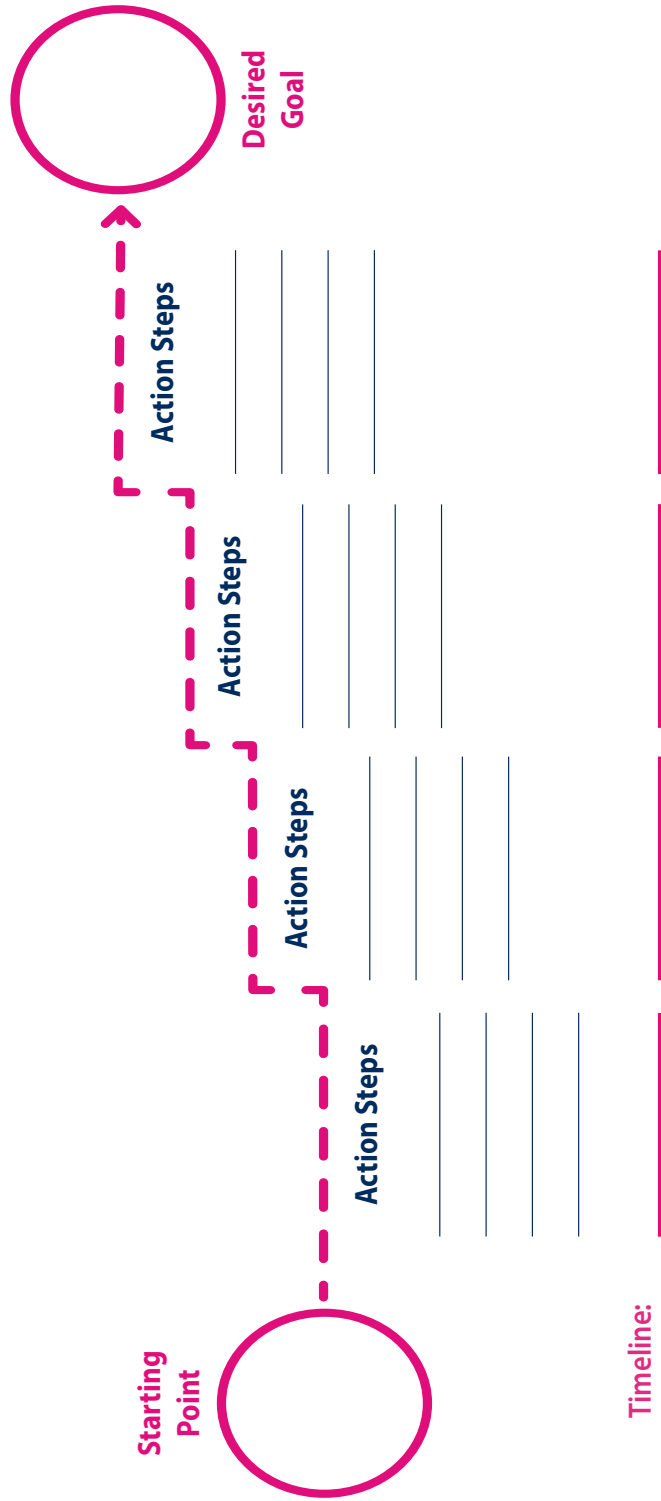 Starting
Point
Action Steps
Action Steps
Action Steps
Action Steps
Desired
Goal
Timeline: